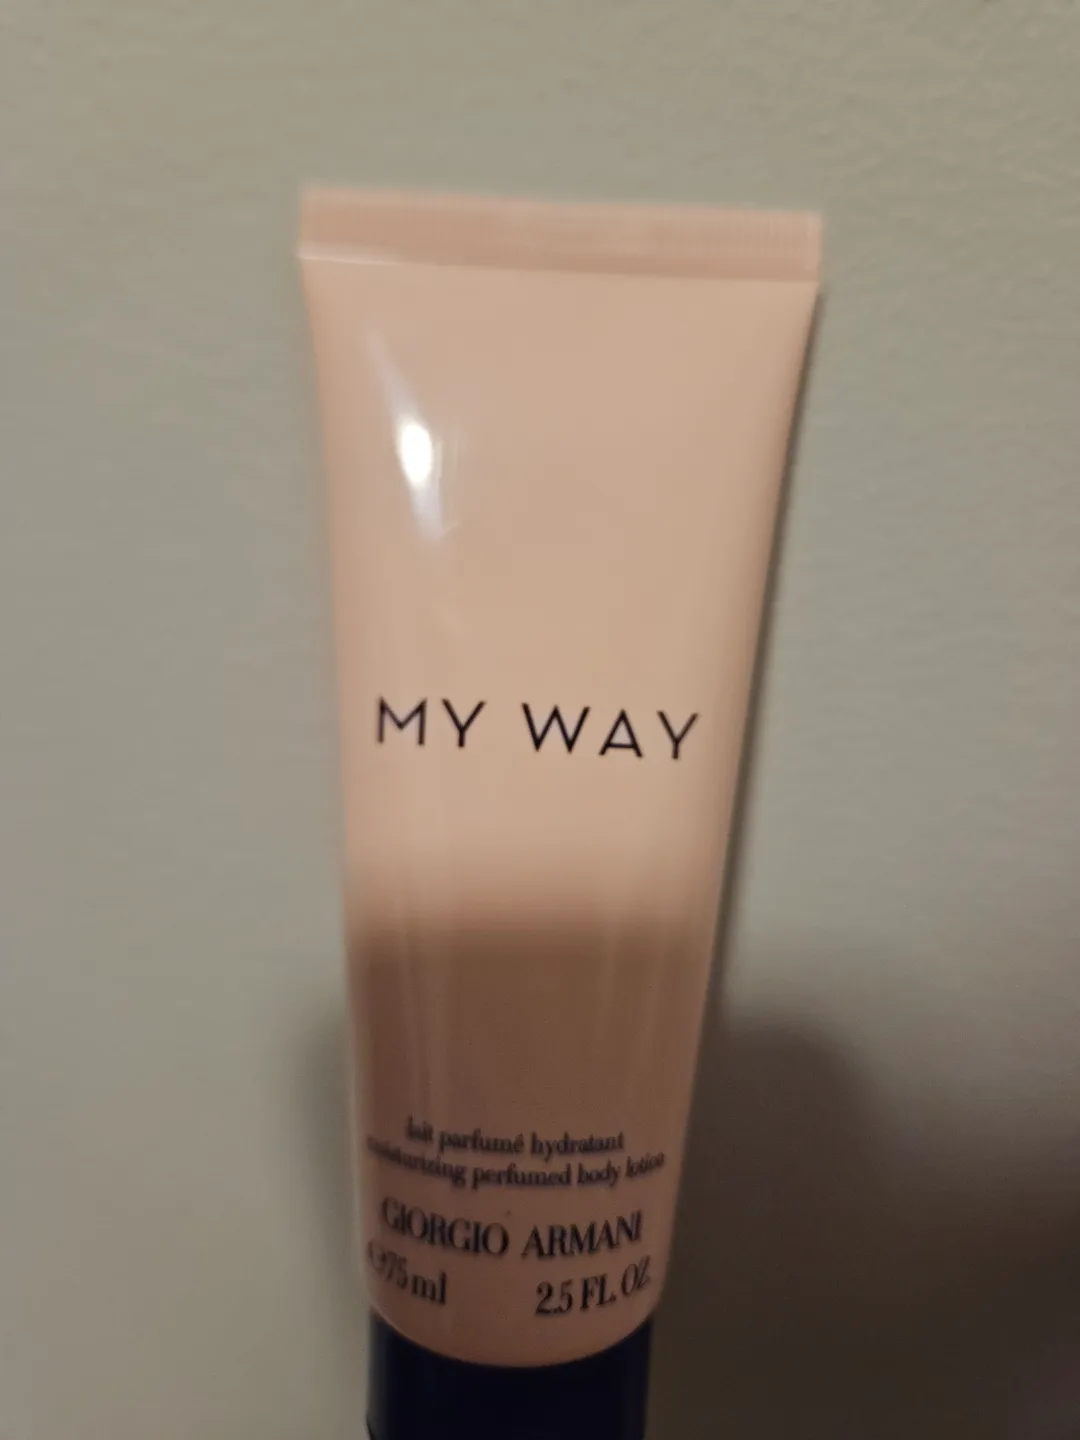 MY WAY
lait parfumé hydratant
moisturizing perfumed body lotion
GIORGIO ARMANI
℮75 ml 2.5 FL. OZ.